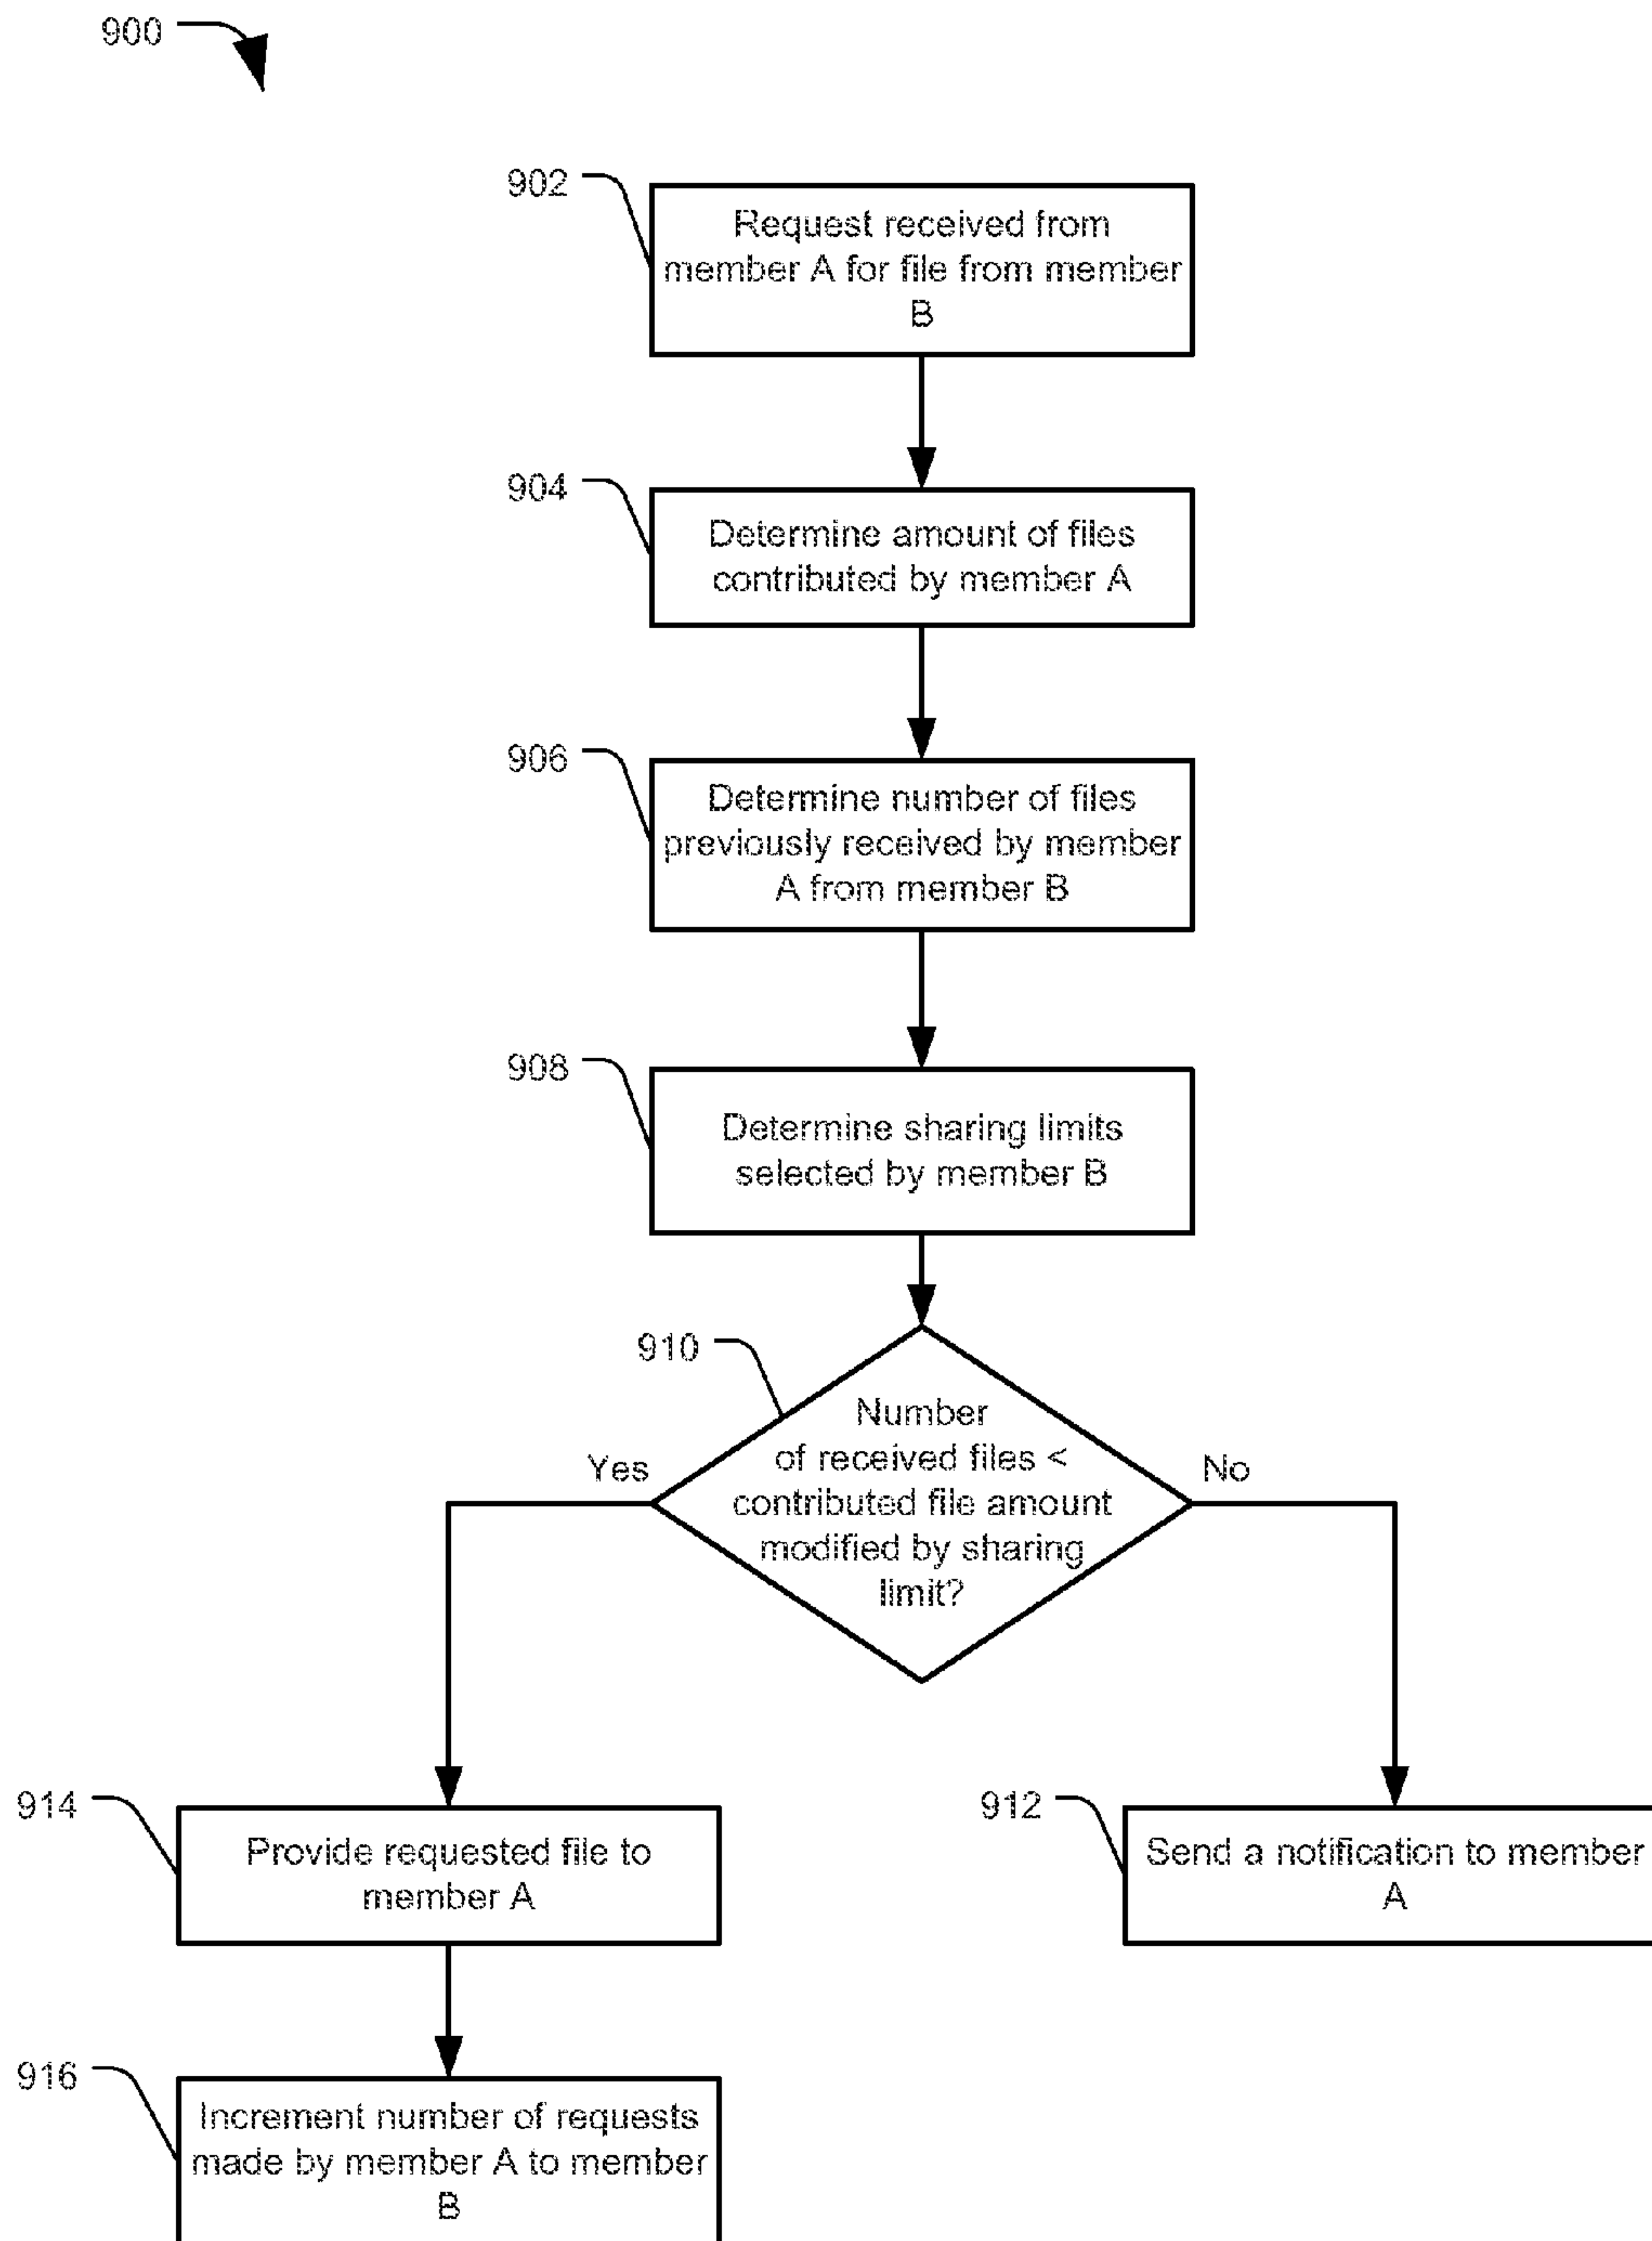 900
902
Request received from
member A for file from member
B
904
Determine amount of files
contributed by member A
906
Determine number of files
previously received by member
A from member B
908
Determine sharing limits
selected by member B
910
Number
of received files <
contributed file amount
modified by sharing
limit?
Yes
No
914
Provide requested file to
member A
912
Send a notification to member
A
916
Increment number of requests
made by member A to member
B